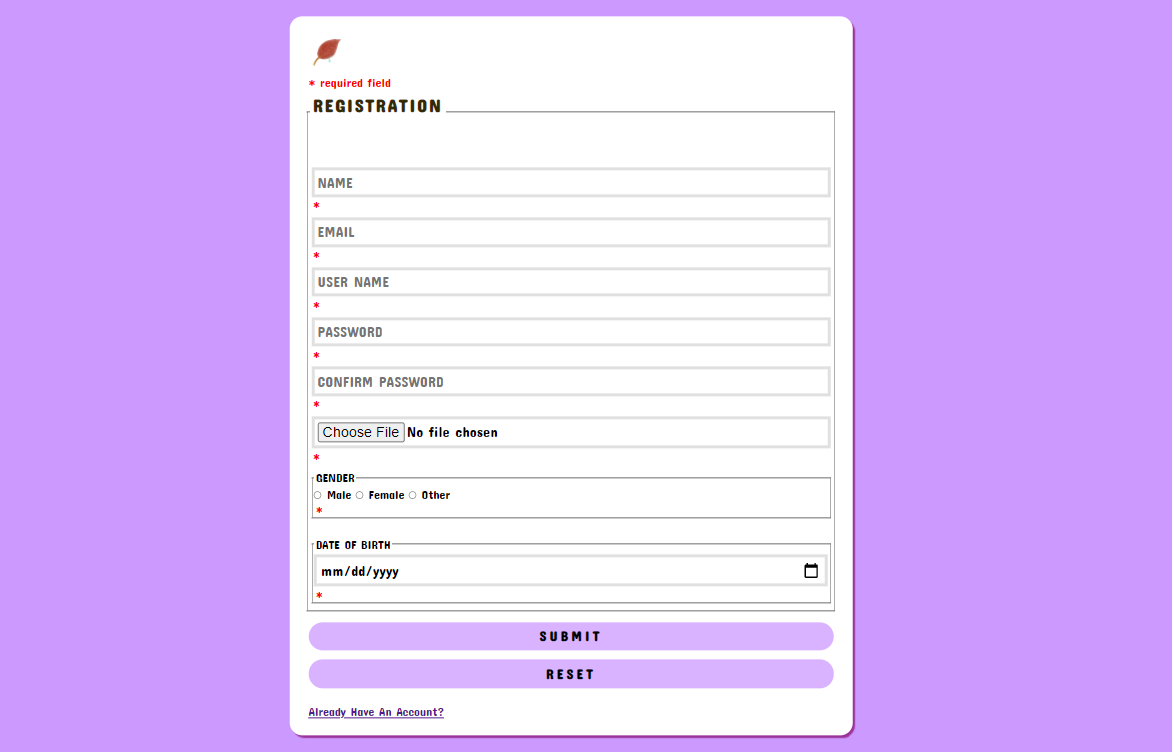 * required field
REGISTRATION
NAME
*
EMAIL
*
USER NAME
*
PASSWORD
*
CONFIRM PASSWORD
*
Choose File No file chosen
*
GENDER
Male Female Other
*
DATE OF BIRTH
mm/dd/yyyy
*
SUBMIT
RESET
Already Have An Account?